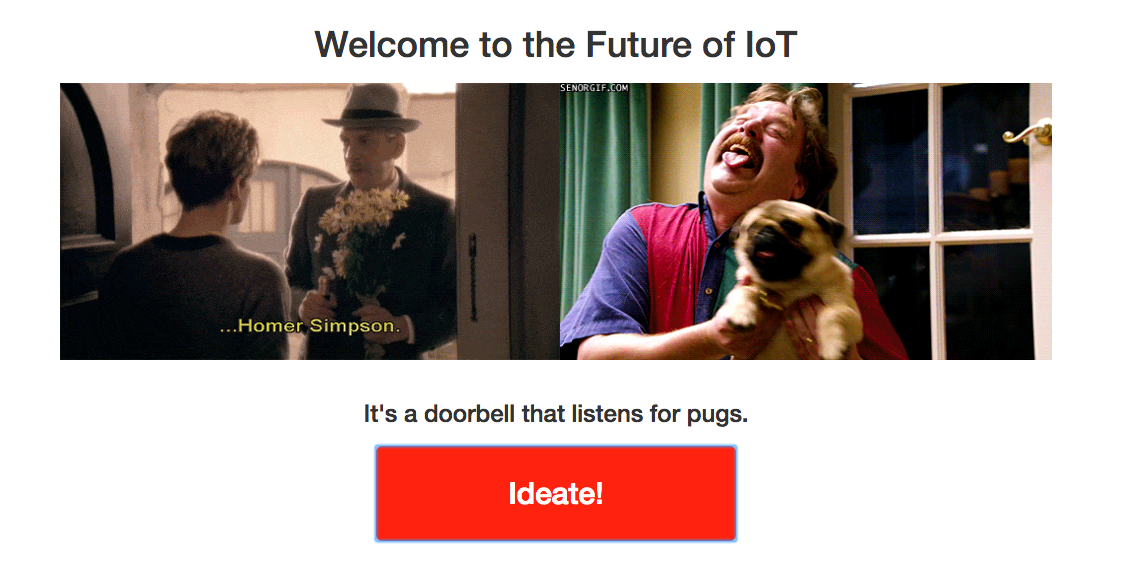 Welcome to the Future of IoT
SENORGIF.COM
...Homer Simpson.
It's a doorbell that listens for pugs.
Ideate!